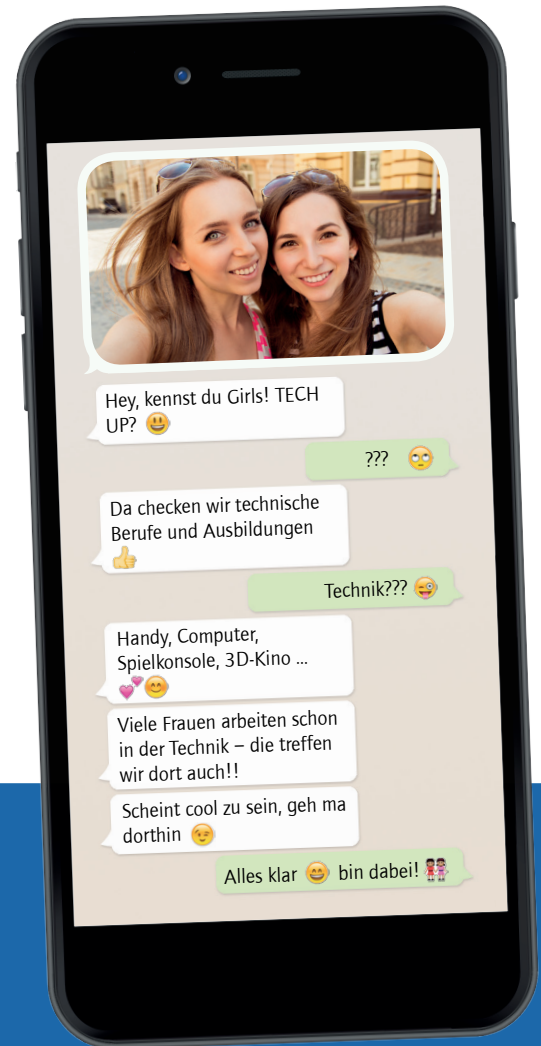 Hey, kennst du Girls! TECH
UP? 😃
??? 🙄
Da checken wir technische
Berufe und Ausbildungen
👍
Technik??? 😜
Handy, Computer,
Spielkonsole, 3D-Kino ...
💕😊
Viele Frauen arbeiten schon
in der Technik – die treffen
wir dort auch!!
Scheint cool zu sein, geh ma
dorthin 😉
Alles klar 😄 bin dabei! 👭